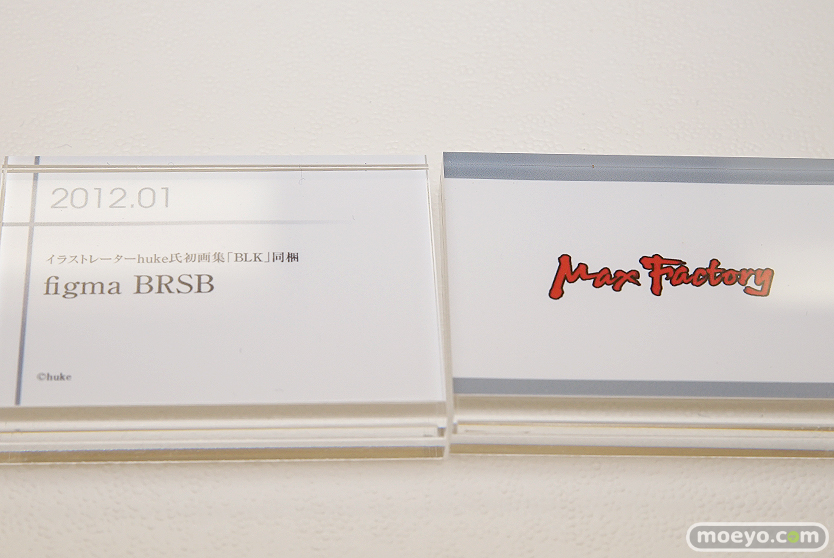 2012.01
イラストレーターhuke氏初画集「BLK」同梱
figma BRSB
©huke
Max Factory
moeyo.com